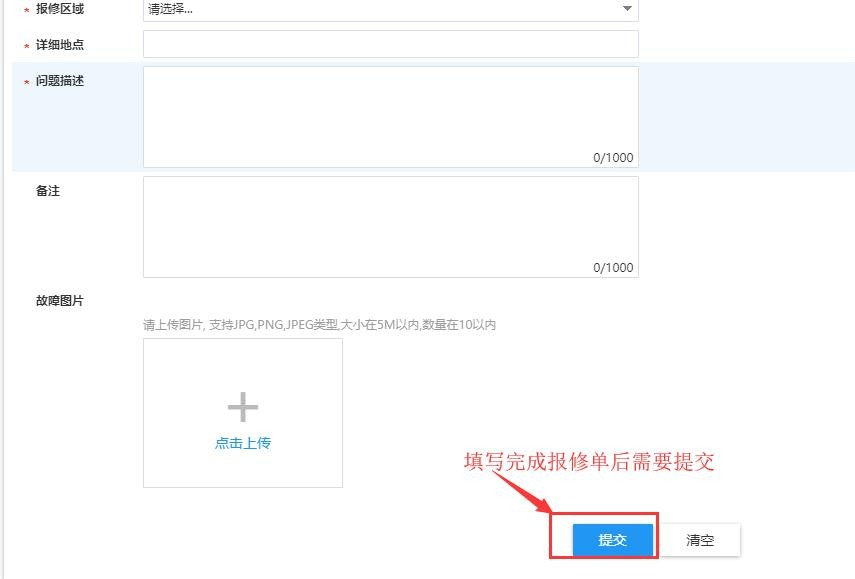 * 报修区域 请选择...
* 详细地点
* 问题描述
0/1000
备注
0/1000
故障图片
请上传图片, 支持JPG,PNG,JPEG类型,大小在5M以内,数量在10以内
点击上传
填写完成报修单后需要提交
提交 清空